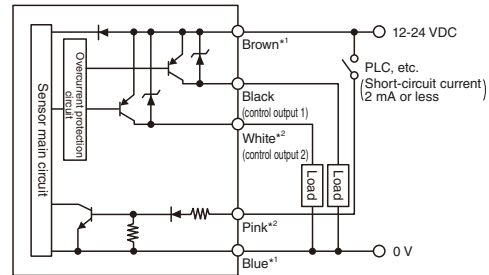 Brown*1
12-24 VDC
PLC, etc.
(Short-circuit current)
2 mA or less
Sensor main circuit
Overcurrent protection
circuit
Black
(control output 1)
White*2
(control output 2)
Load
Load
Pink*2
Blue*1
0 V